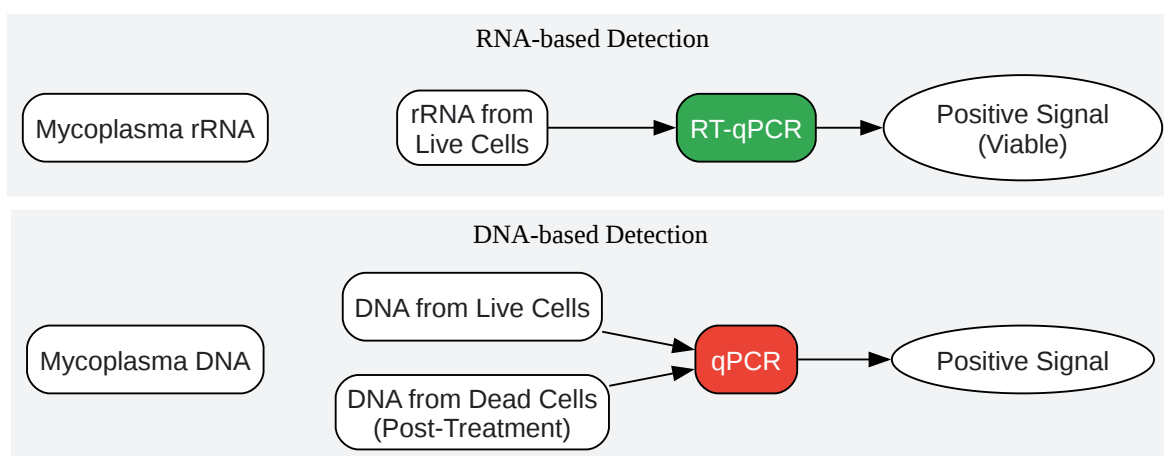 RNA-based Detection
Mycoplasma rRNA
rRNA from
Live Cells
RT-qPCR
Positive Signal
(Viable)
DNA-based Detection
Mycoplasma DNA
DNA from Live Cells
DNA from Dead Cells
(Post-Treatment)
qPCR
Positive Signal